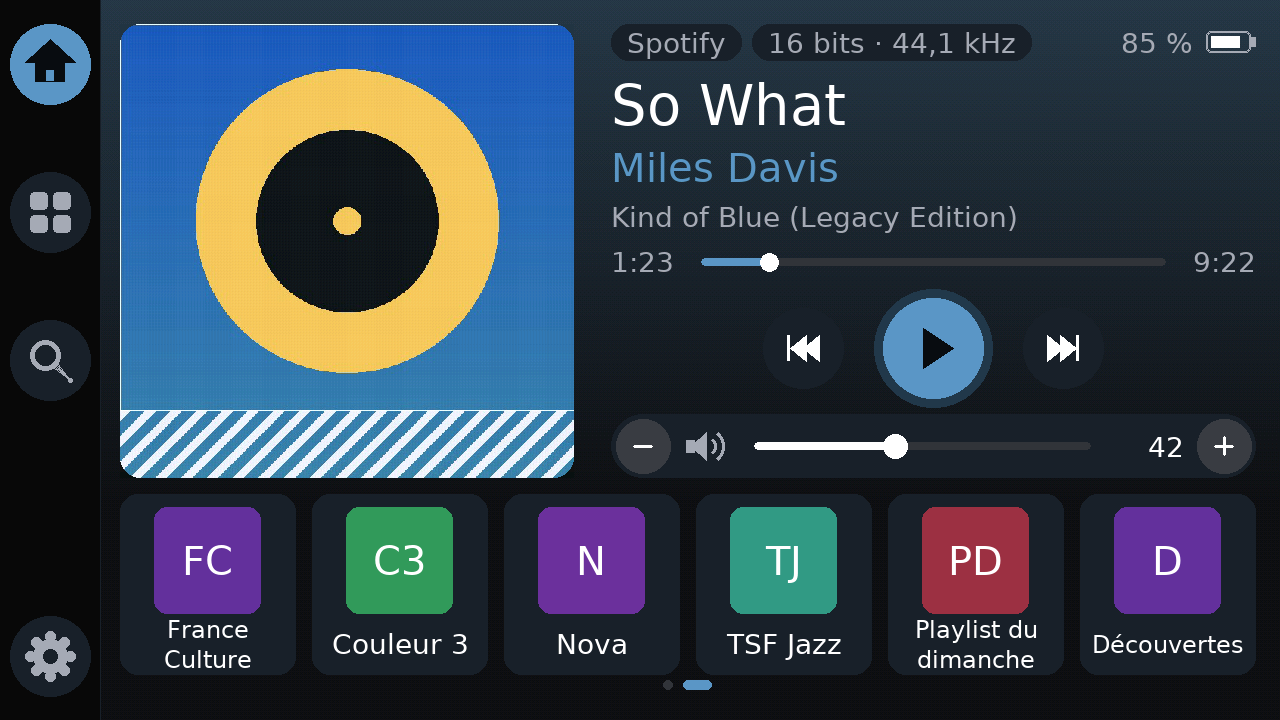 Spotify
16 bits · 44,1 kHz
85 %
So What
Miles Davis
Kind of Blue (Legacy Edition)
1:23
9:22
42
FC
France
Culture
C3
Couleur 3
N
Nova
TJ
TSF Jazz
PD
Playlist du
dimanche
D
Découvertes